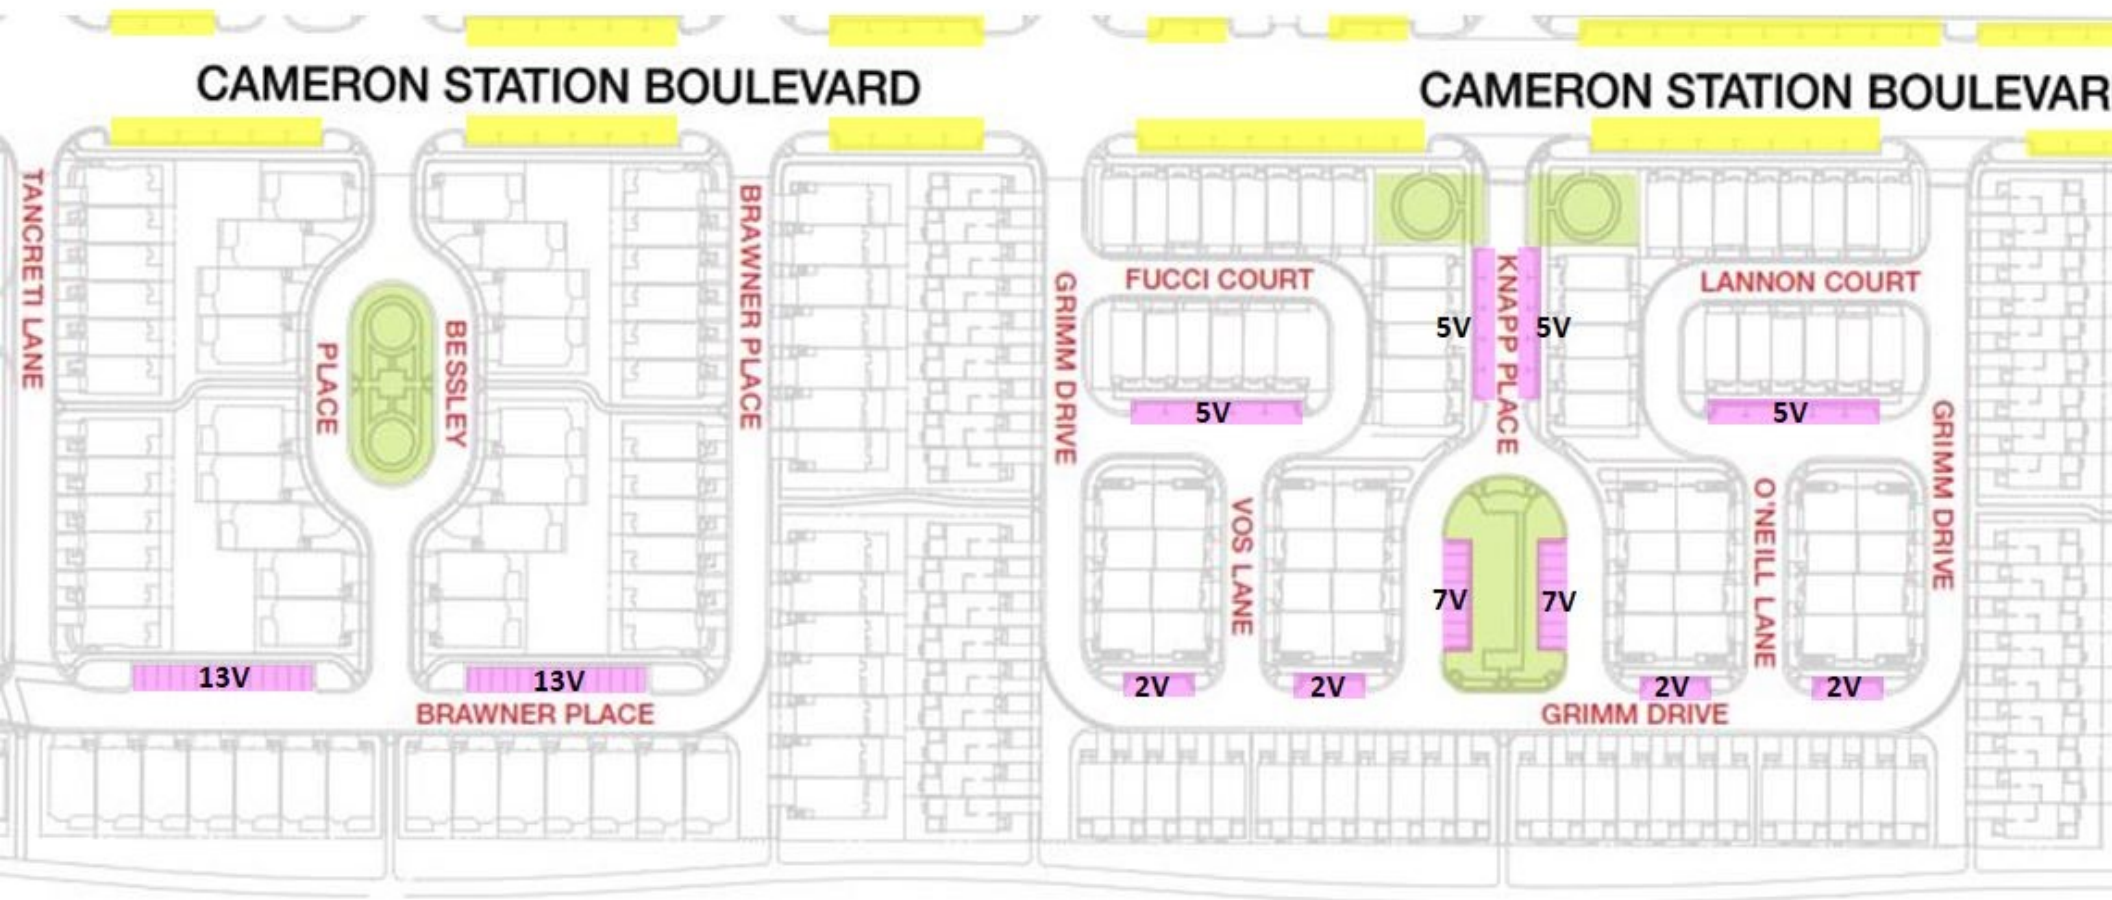 CAMERON STATION BOULEVARD
CAMERON STATION BOULEVAR
TANCRETI LANE
BRAWNER PLACE
BESSLEY
PLACE
13V
13V
BRAWNER PLACE
GRIMM DRIVE
FUCCI COURT
KNAPP PLACE
LANNON COURT
5V
5V
5V
5V
GRIMM DRIVE
VOS LANE
O'NEILL LANE
7V
7V
2V
2V
2V
2V
GRIMM DRIVE